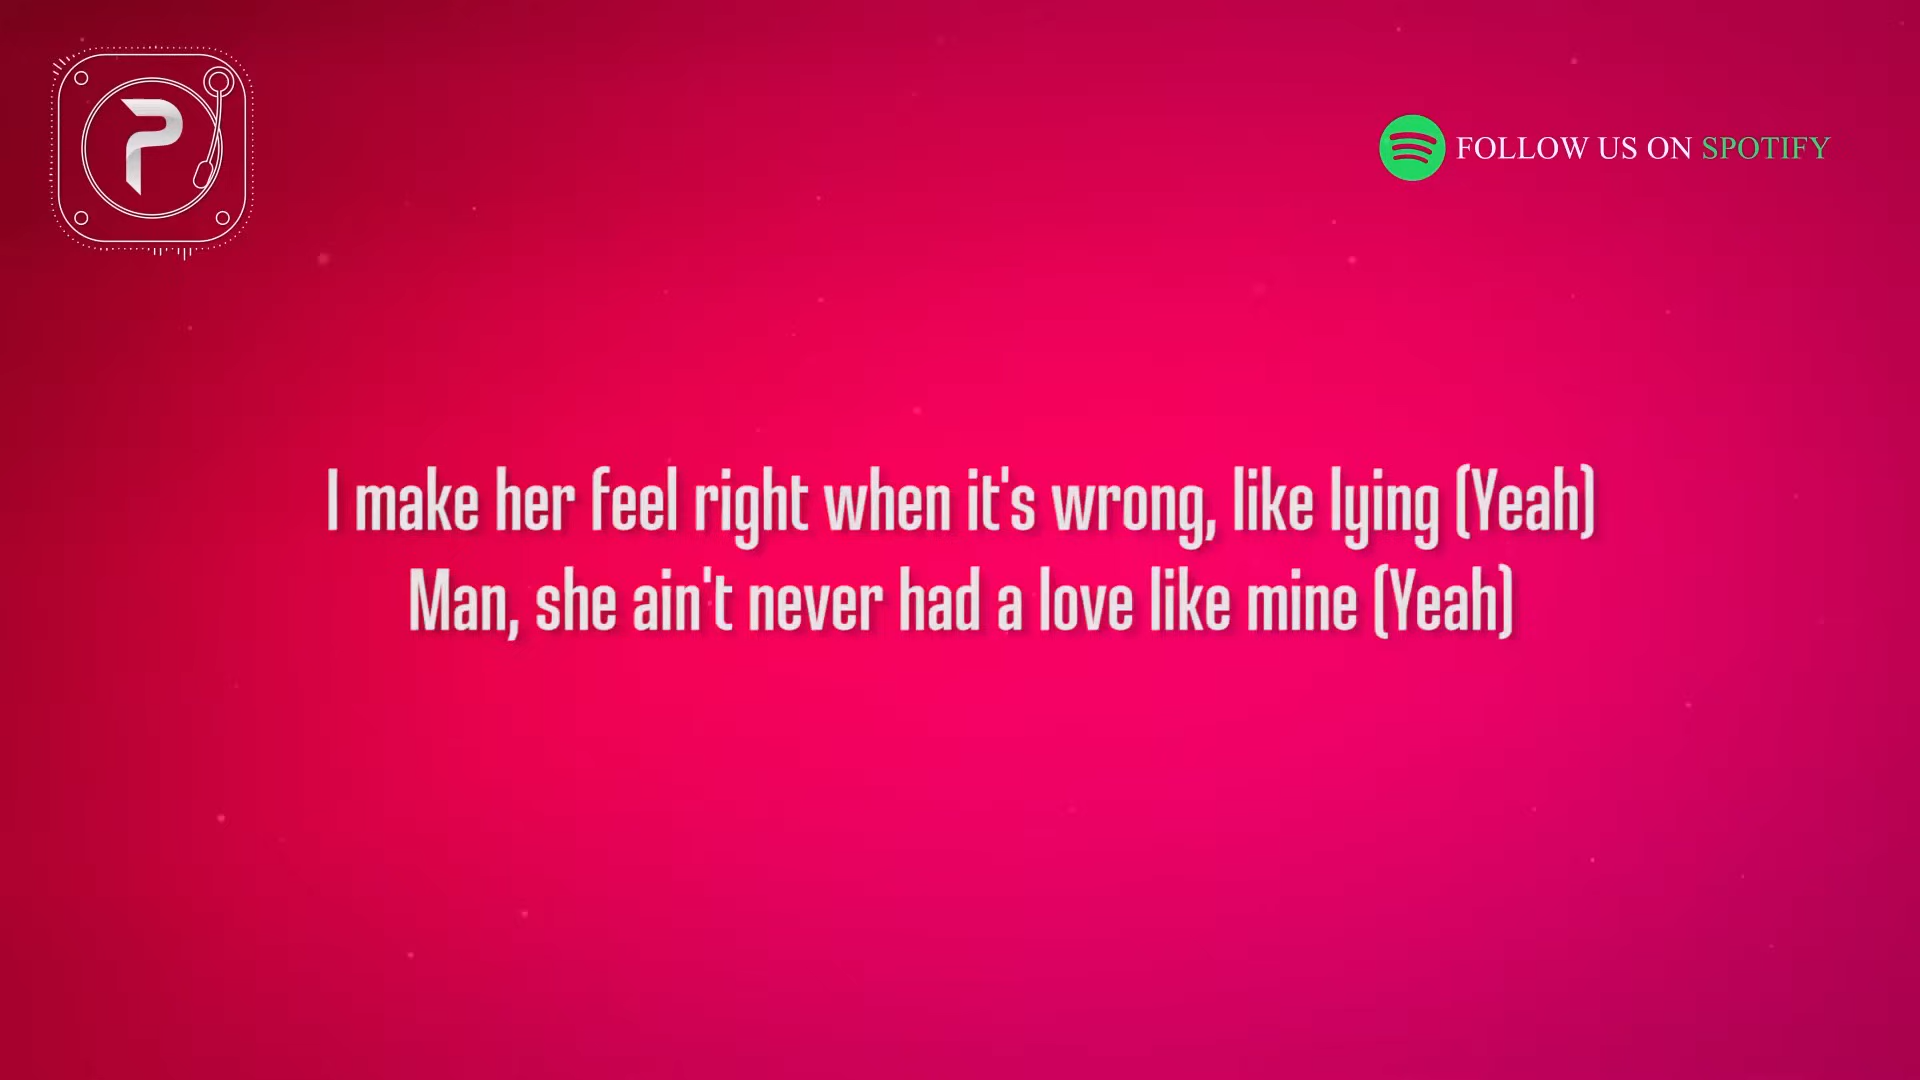 P
FOLLOW US ON SPOTIFY
I make her feel right when it's wrong, like lying (Yeah)
Man, she ain't never had a love like mine (Yeah)